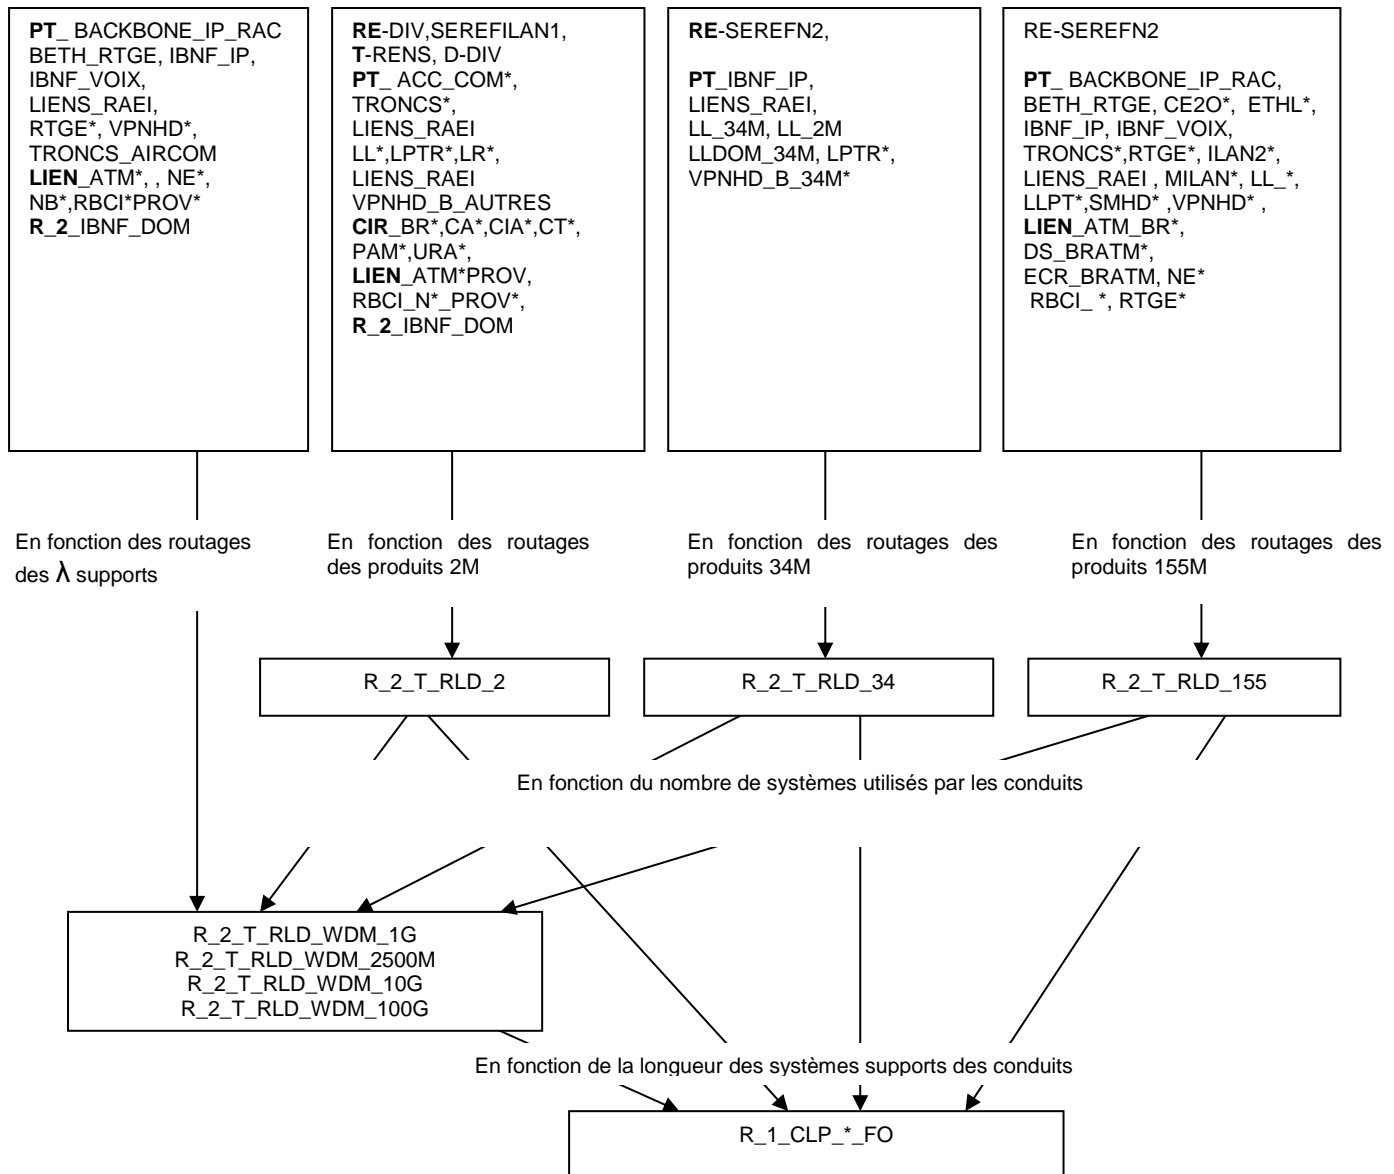 PT_ BACKBONE_IP_RAC
BETH_RTGE, IBNF_IP,
IBNF_VOIX,
LIENS_RAEI,
RTGE*, VPNHD*,
TRONCS_AIRCOM
LIEN_ATM*, , NE*,
NB*,RBCI*PROV*
R_2_IBNF_DOM
RE-DIV,SEREFILAN1,
T-RENS, D-DIV
PT_ ACC_COM*,
TRONCS*,
LIENS_RAEI
LL*,LPTR*,LR*,
LIENS_RAEI
VPNHD_B_AUTRES
CIR_BR*,CA*,CIA*,CT*,
PAM*,URA*,
LIEN_ATM*PROV,
RBCI_N*_PROV*,
R_2_IBNF_DOM
RE-SEREFN2,
PT_IBNF_IP,
LIENS_RAEI,
LL_34M, LL_2M
LLDOM_34M, LPTR*,
VPNHD_B_34M*
RE-SEREFN2
PT_ BACKBONE_IP_RAC,
BETH_RTGE, CE2O*, ETHL*,
IBNF_IP, IBNF_VOIX,
TRONCS*,RTGE*, ILAN2*,
LIENS_RAEI , MILAN*, LL_*,
LLPT*,SMHD* ,VPNHD* ,
LIEN_ATM_BR*,
DS_BRATM*,
ECR_BRATM, NE*
RBCI_ *, RTGE*
En fonction des routages
des λ supports
En fonction des routages
des produits 2M
En fonction des routages des
produits 34M
En fonction des routages des
produits 155M
R_2_T_RLD_2
R_2_T_RLD_34
R_2_T_RLD_155
En fonction du nombre de systèmes utilisés par les conduits
R_2_T_RLD_WDM_1G
R_2_T_RLD_WDM_2500M
R_2_T_RLD_WDM_10G
R_2_T_RLD_WDM_100G
En fonction de la longueur des systèmes supports des conduits
R_1_CLP_*_FO